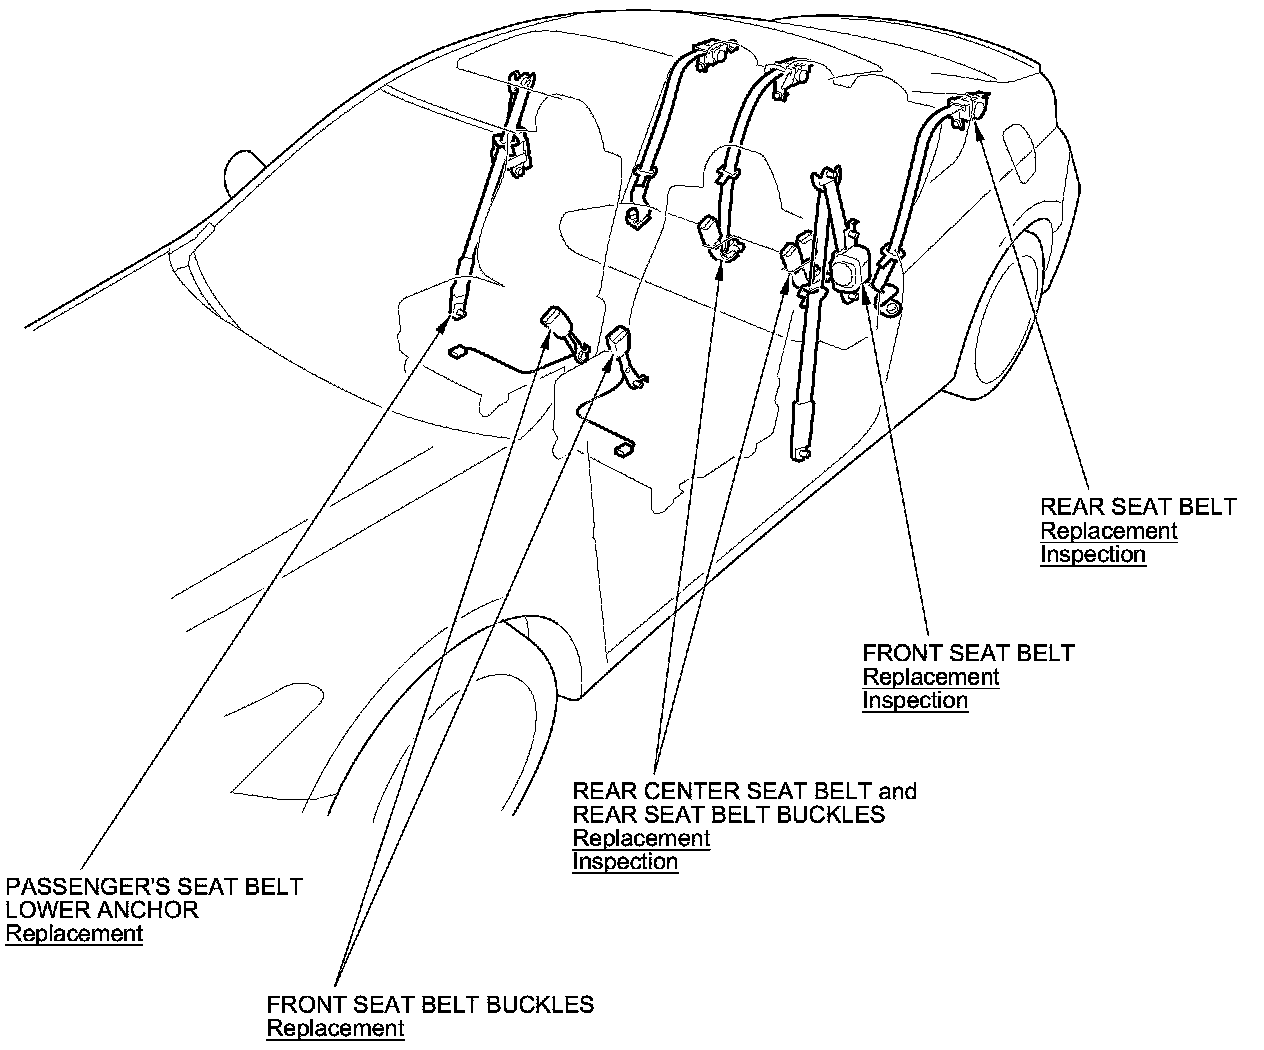 REAR SEAT BELT
Replacement
Inspection
FRONT SEAT BELT
Replacement
Inspection
REAR CENTER SEAT BELT and
REAR SEAT BELT BUCKLES
Replacement
Inspection
PASSENGER'S SEAT BELT
LOWER ANCHOR
Replacement
FRONT SEAT BELT BUCKLES
Replacement